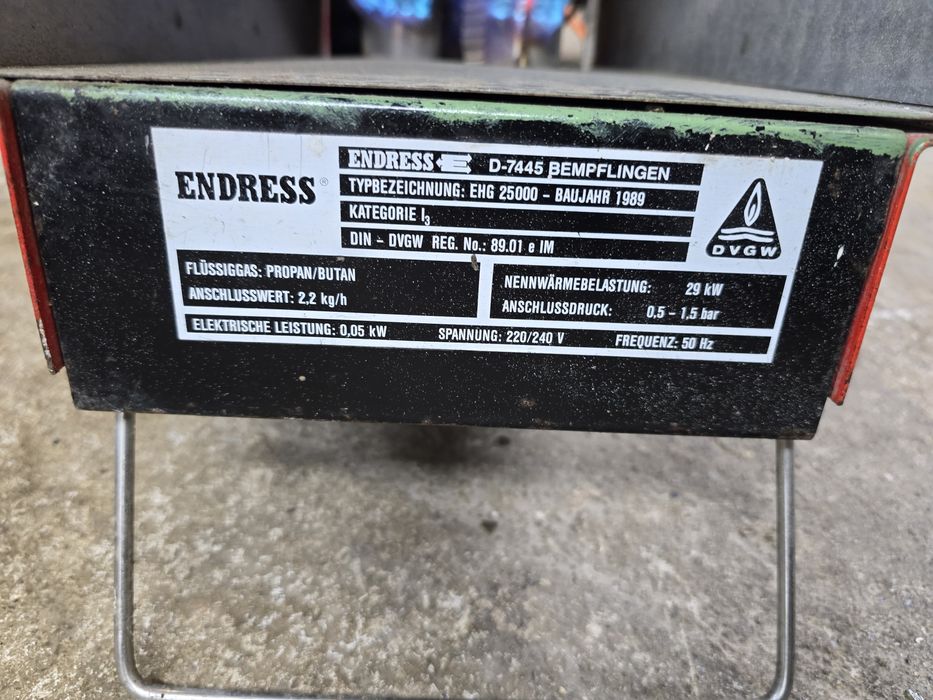 ENDRESS®
ENDRESS D-7445 BEMPFLINGEN
TYPBEZEICHNUNG: EHG 25000 - BAUJAHR 1989
KATEGORIE I3
DIN - DVGW REG. No.: 89.01 e IM
DVGW
FLÜSSIGGAS: PROPAN/BUTAN
ANSCHLUSSWERT: 2,2 kg/h
NENNWÄRMEBELASTUNG: 29 kW
ANSCHLUSSDRUCK: 0.5 - 1,5 bar
ELEKTRISCHE LEISTUNG: 0,05 kW SPANNUNG: 220/240 V FREQUENZ: 50 Hz